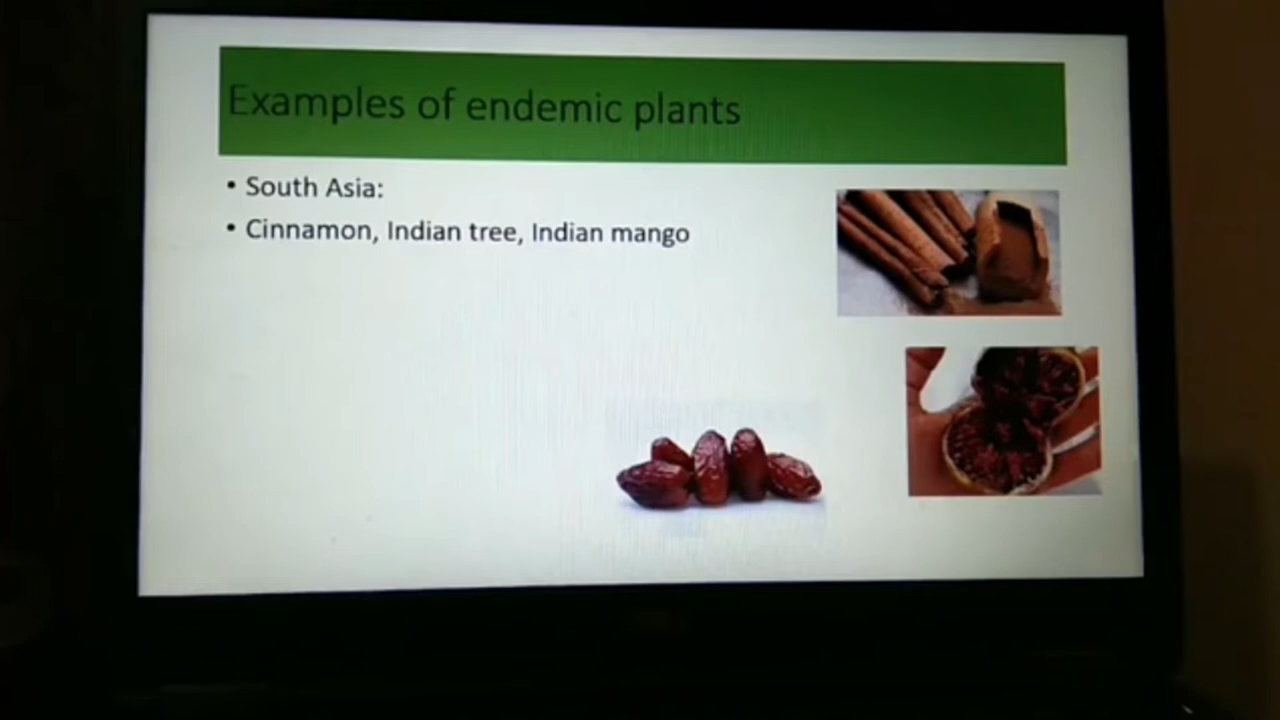 Examples of endemic plants
• South Asia:
• Cinnamon, Indian tree, Indian mango